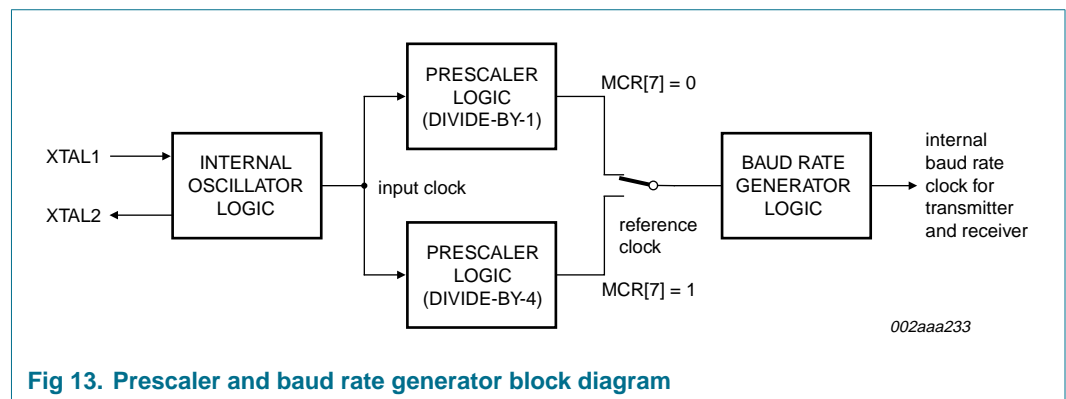 PRESCALER
LOGIC
(DIVIDE-BY-1)
MCR[7] = 0
XTAL1
XTAL2
INTERNAL
OSCILLATOR
LOGIC
input clock
BAUD RATE
GENERATOR
LOGIC
internal
baud rate
clock for
transmitter
and receiver
reference
clock
PRESCALER
LOGIC
(DIVIDE-BY-4)
MCR[7] = 1
002aaa233
Fig 13. Prescaler and baud rate generator block diagram